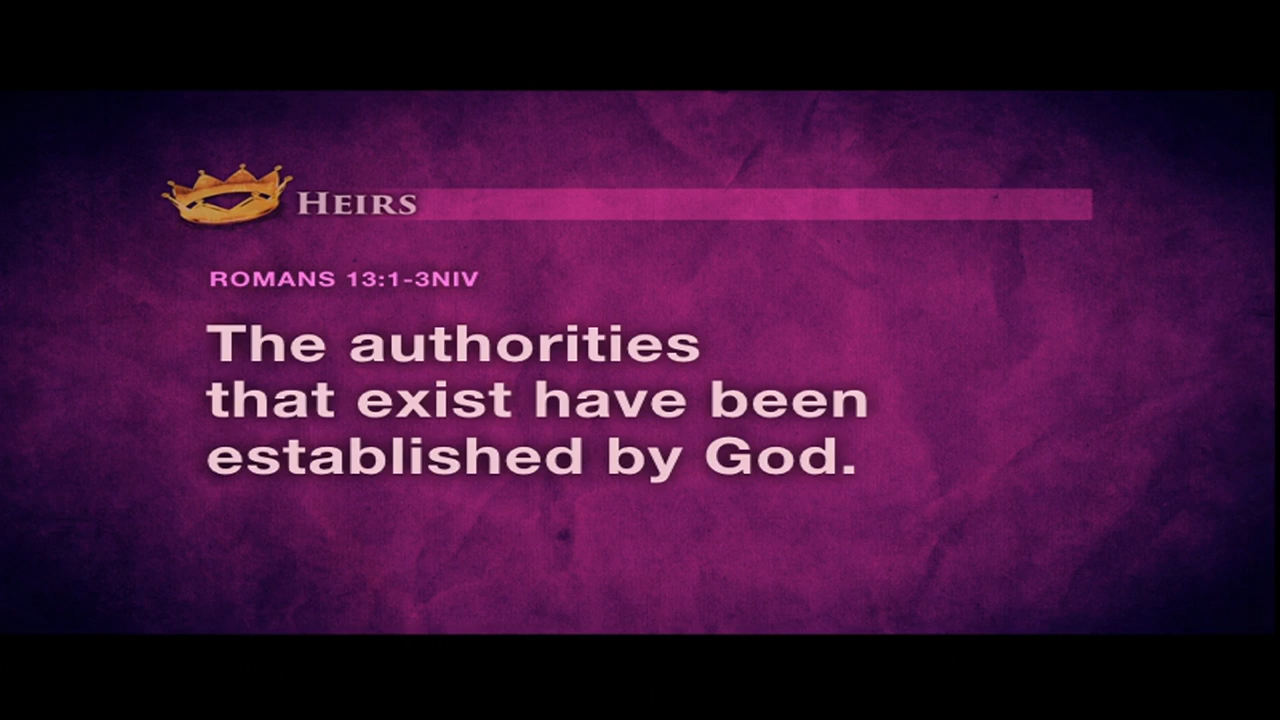 Heirs
ROMANS 13:1-3NIV
The authorities
that exist have been
established by God.